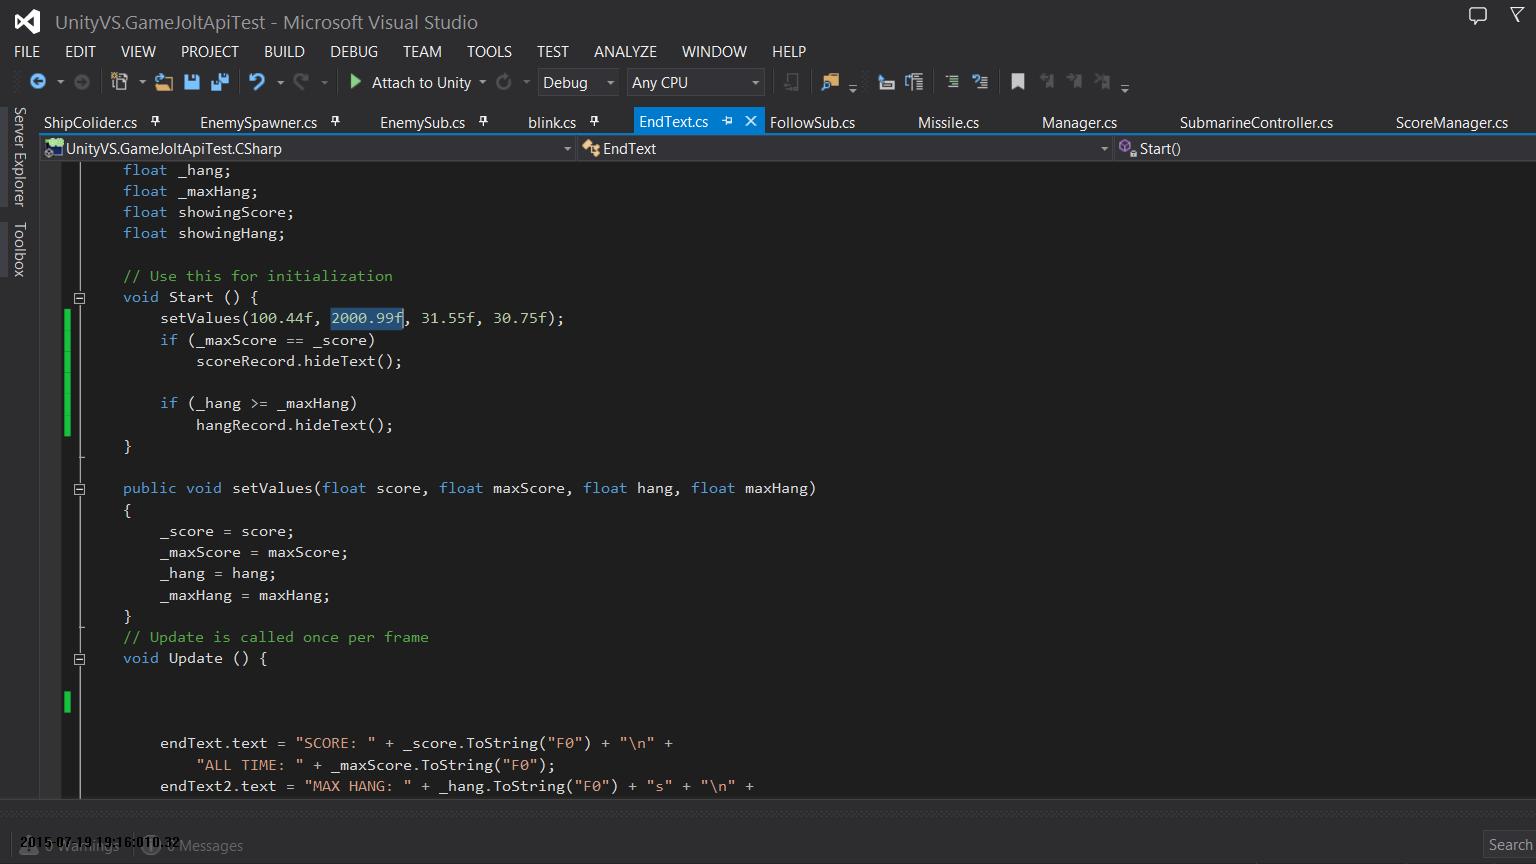 UnityVS.GameJoltApiTest - Microsoft Visual Studio
FILE EDIT VIEW PROJECT BUILD DEBUG TEAM TOOLS TEST ANALYZE WINDOW HELP
Attach to Unity Debug Any CPU
Server Explorer
Toolbox
ShipColider.cs EnemySpawner.cs EnemySub.cs blink.cs EndText.cs FollowSub.cs Missile.cs Manager.cs SubmarineController.cs ScoreManager.cs
UnityVS.GameJoltApiTest.CSharp EndText Start()
float _hang;
float _maxHang;
float showingScore;
float showingHang;
// Use this for initialization
void Start () {
setValues(100.44f, 2000.99f, 31.55f, 30.75f);
if (_maxScore == _score)
scoreRecord.hideText();
if (_hang >= _maxHang)
hangRecord.hideText();
}
public void setValues(float score, float maxScore, float hang, float maxHang)
{
_score = score;
_maxScore = maxScore;
_hang = hang;
_maxHang = maxHang;
}
// Update is called once per frame
void Update () {
endText.text = "SCORE: " + _score.ToString("F0") + "\n" +
"ALL TIME: " + _maxScore.ToString("F0");
endText2.text = "MAX HANG: " + _hang.ToString("F0") + "s" + "\n" +
2015-07-19 19:16:010.32
0 Warnings 0 Messages
Search